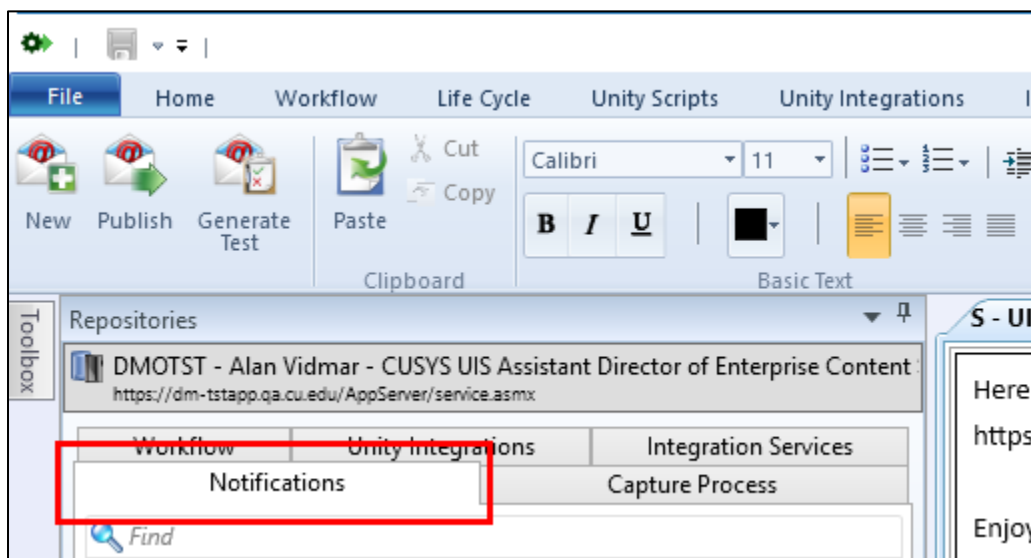 File Home Workflow Life Cycle Unity Scripts Unity Integrations
Cut
Calibri 11
Copy
New Publish Generate Test Paste
B I U
Clipboard Basic Text
Toolbox
Repositories
S - U
DMOTST - Alan Vidmar - CUSYS UIS Assistant Director of Enterprise Content
https://dm-tstapp.qa.cu.edu/AppServer/service.asmx
Here
Workflow Unity Integrations Integration Services
https
Notifications Capture Process
Find
Enjoy